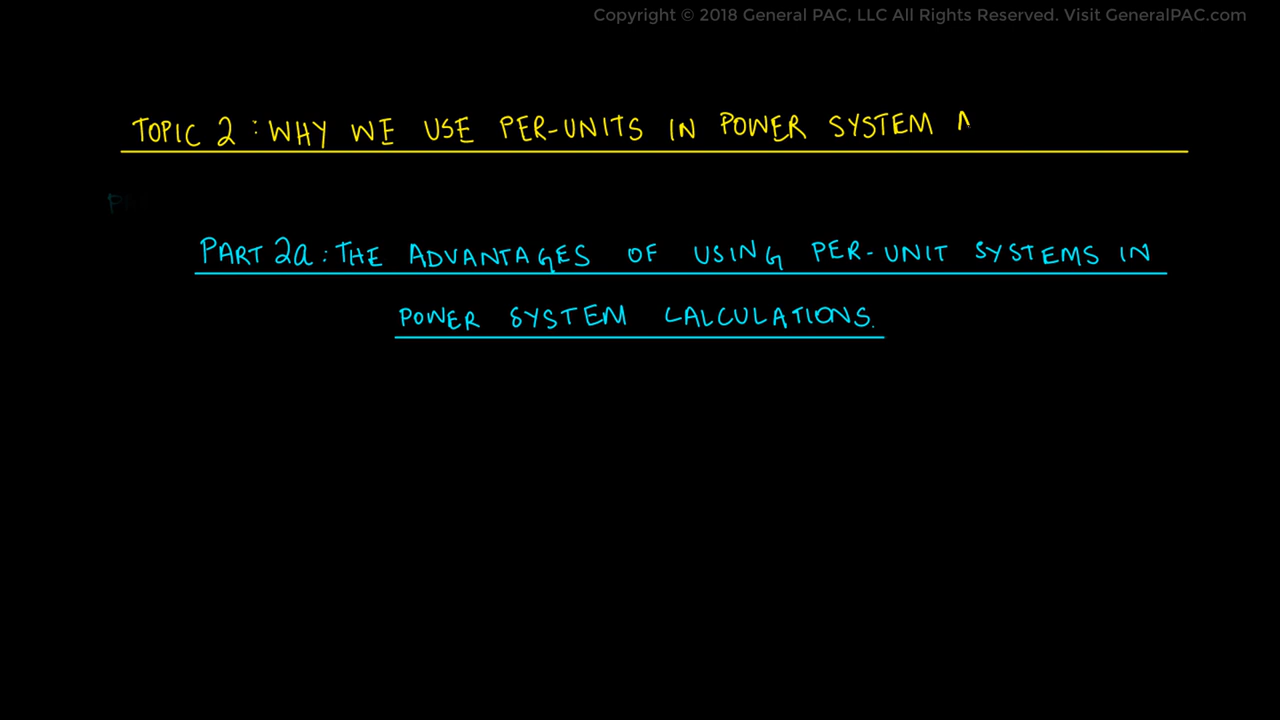 Copyright © 2018 General PAC, LLC All Rights Reserved. Visit GeneralPAC.com
TOPIC 2 : WHY WE USE PER-UNITS IN POWER SYSTEM
PART 2a : THE ADVANTAGES OF USING PER-UNIT SYSTEMS IN
POWER SYSTEM CALCULATIONS.